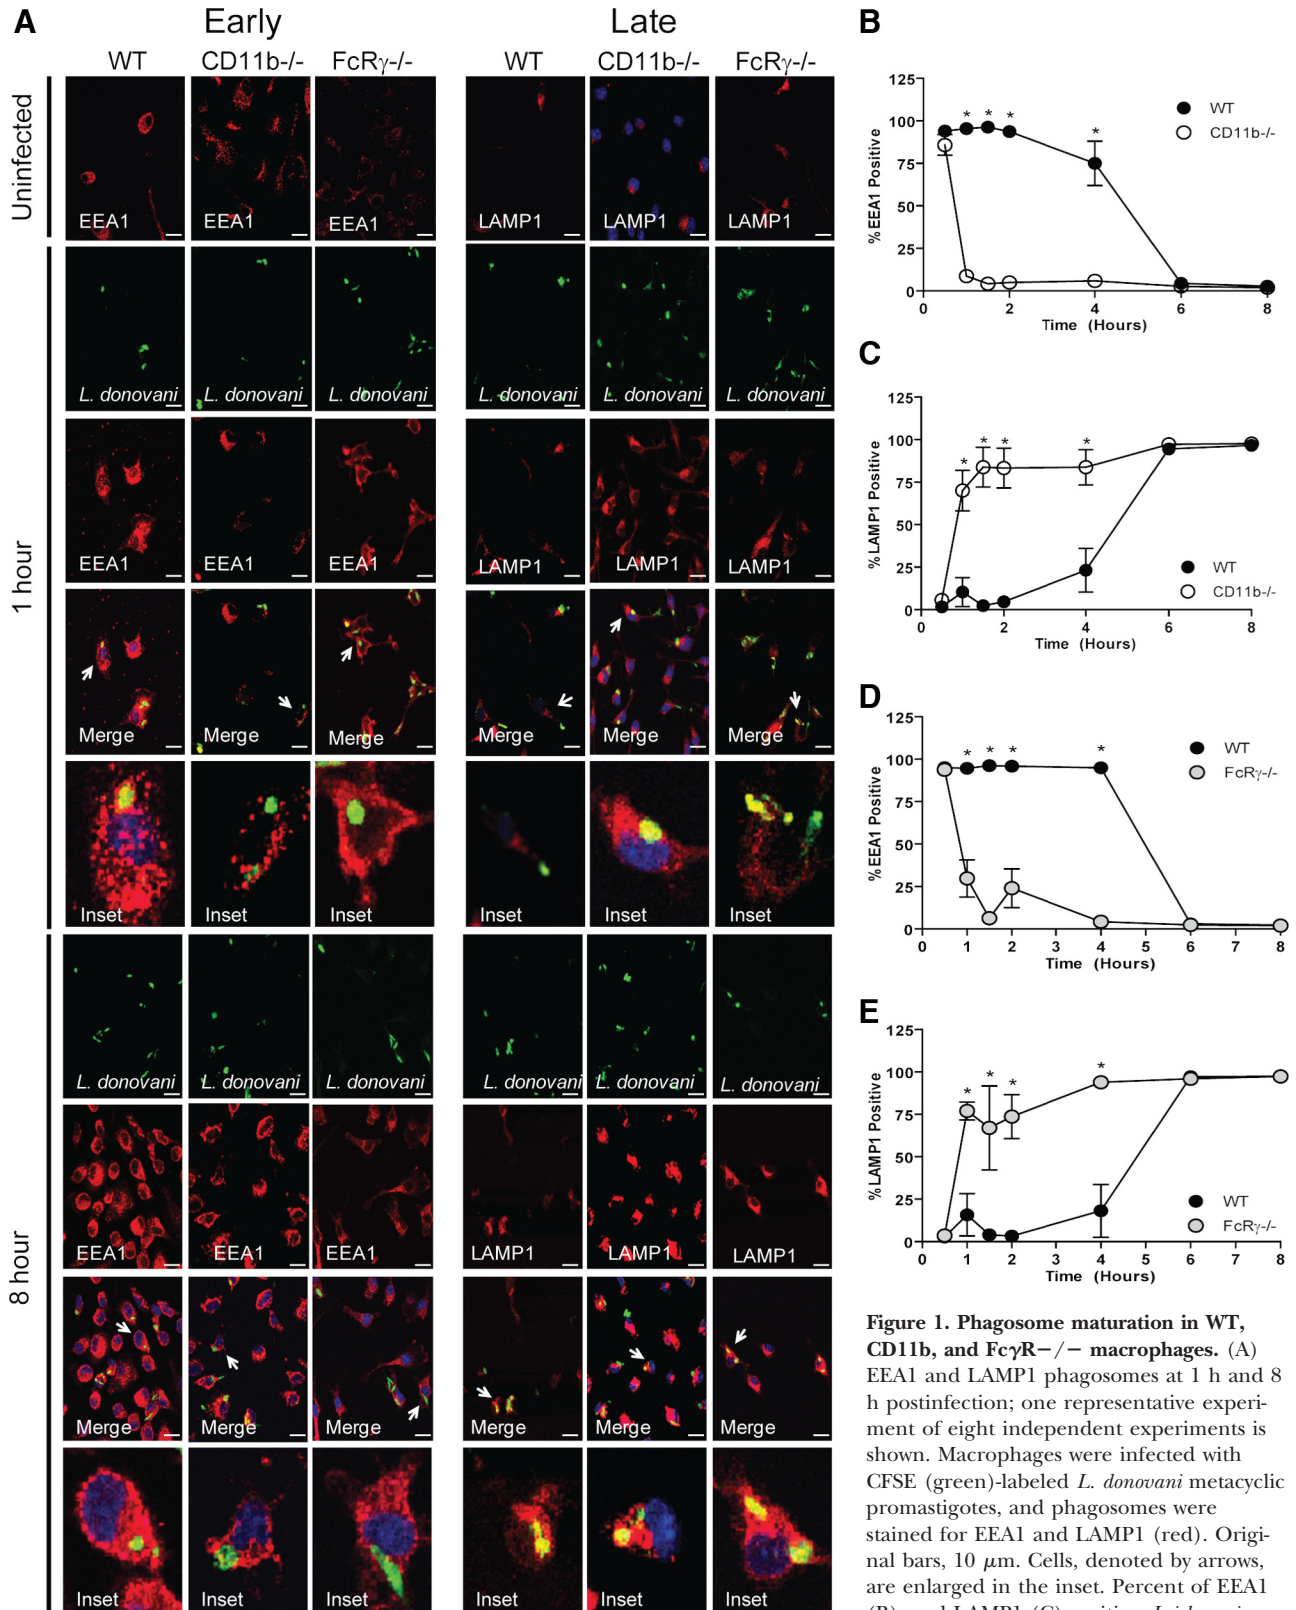 A
Early
Late
WT
CD11b-/-
FcRγ-/-
WT
CD11b-/-
FcRγ-/-
Uninfected
EEA1
EEA1
EEA1
LAMP1
LAMP1
LAMP1
1 hour
L. donovani
L. donovani
L. donovani
L. donovani
L. donovani
L. donovani
EEA1
EEA1
EEA1
LAMP1
LAMP1
LAMP1
Merge
Merge
Merge
Merge
Merge
Merge
Inset
Inset
Inset
Inset
Inset
Inset
8 hour
L. donovani
L. donovani
L. donovani
L. donovani
L. donovani
L. donovani
EEA1
EEA1
EEA1
LAMP1
LAMP1
LAMP1
Merge
Merge
Merge
Merge
Merge
Merge
Inset
Inset
Inset
Inset
Inset
Inset
B
%EEA1 Positive
125
100
75
50
25
0
* * * *
WT
CD11b-/-
0 2 4 6 8
Time (Hours)
C
%LAMP1 Positive
125
100
75
50
25
0
* * * *
WT
CD11b-/-
0 2 4 6 8
Time (Hours)
D
%EEA1 Positive
125
100
75
50
25
0
* * * *
WT
FcRγ-/-
0 1 2 3 4 5 6 7 8
Time (Hours)
E
%LAMP1 Positive
125
100
75
50
25
0
* * * *
WT
FcRγ-/-
0 1 2 3 4 5 6 7 8
Time (Hours)
Figure 1. Phagosome maturation in WT,
CD11b, and FcγR−/− macrophages. (A)
EEA1 and LAMP1 phagosomes at 1 h and 8
h postinfection; one representative experi-
ment of eight independent experiments is
shown. Macrophages were infected with
CFSE (green)-labeled L. donovani metacyclic
promastigotes, and phagosomes were
stained for EEA1 and LAMP1 (red). Origi-
nal bars, 10 μm. Cells, denoted by arrows,
are enlarged in the inset. Percent of EEA1